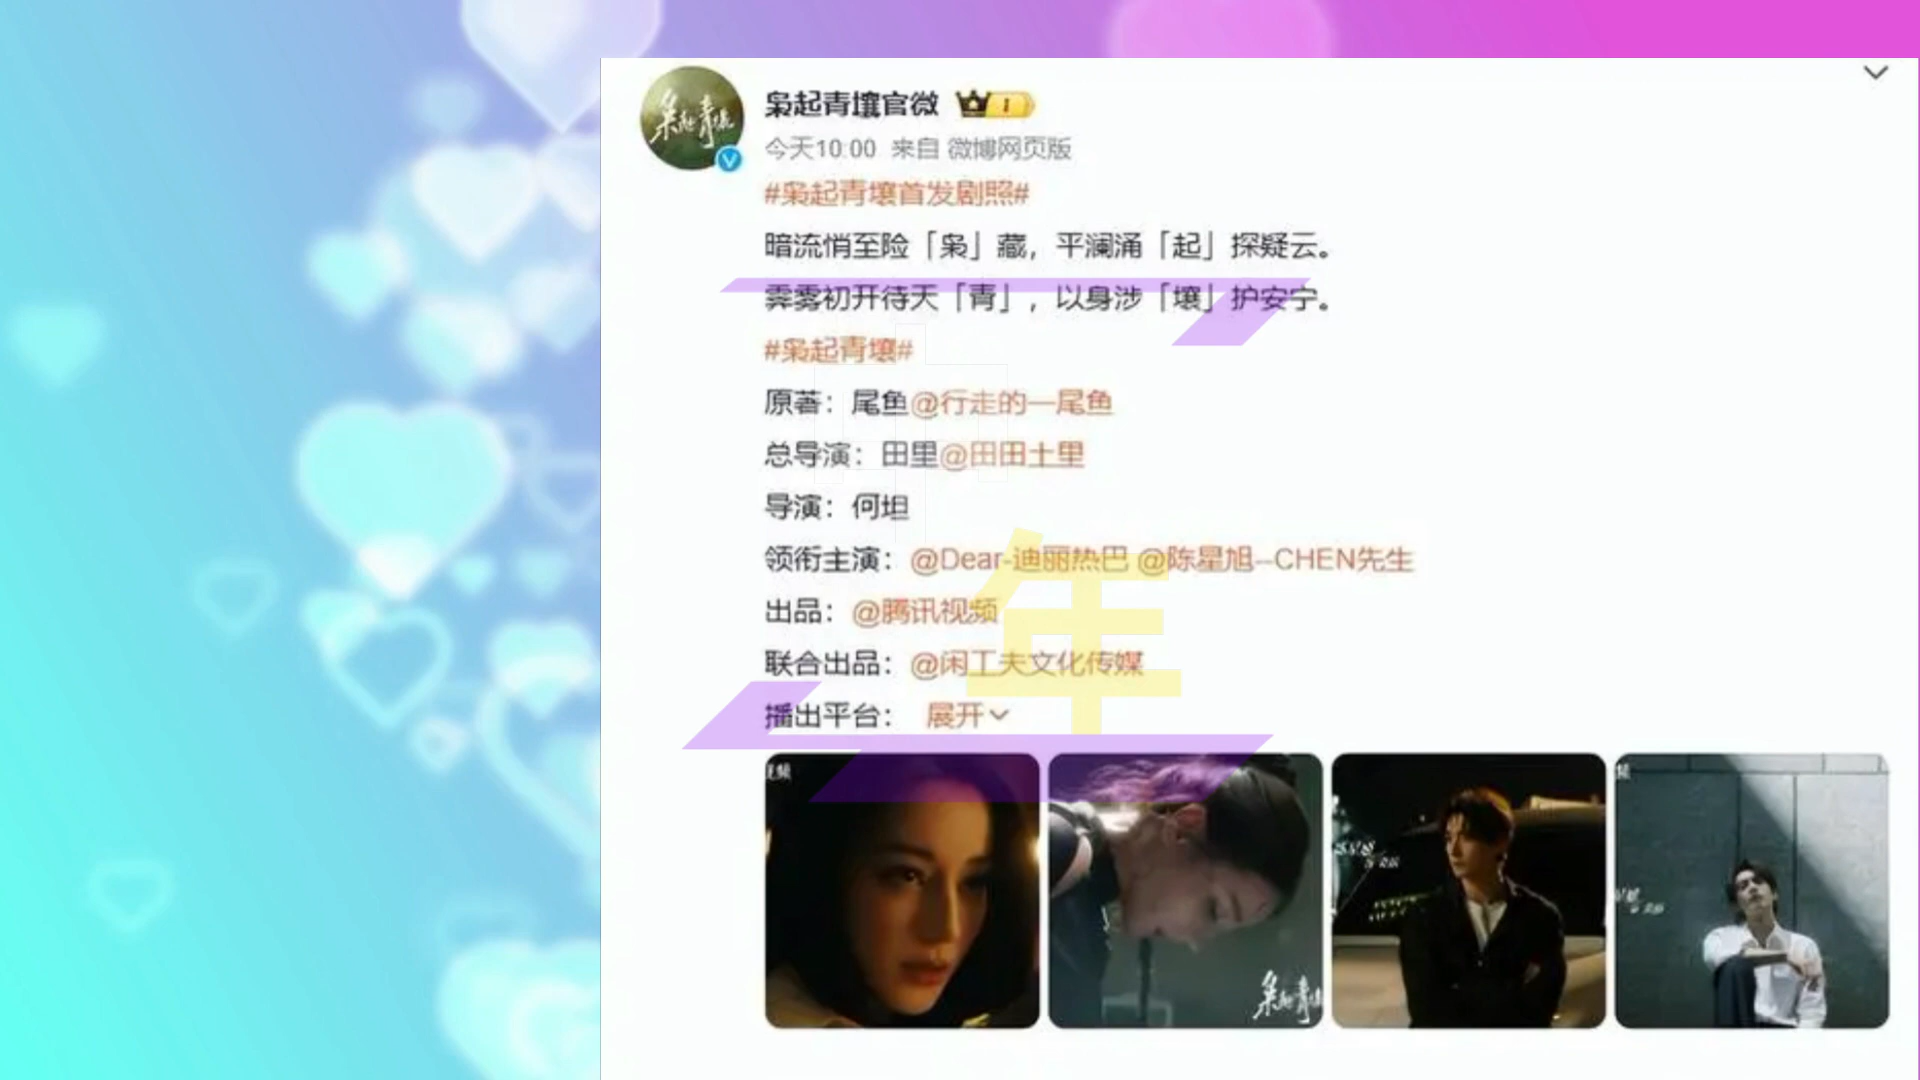 枭起青壤官微
今天10:00 来自 微博网页版
#枭起青壤首发剧照#
暗流悄至险「枭」藏，平澜涌「起」探疑云。
霁雾初开待天「青」，以身涉「壤」护安宁。
#枭起青壤#
原著：尾鱼@行走的一尾鱼
总导演：田里@田田土里
导演：何坦
领衔主演：@Dear-迪丽热巴 @陈星旭--CHEN先生
出品：@腾讯视频
联合出品：@闲工夫文化传媒
播出平台： 展开
年
枭起青壤